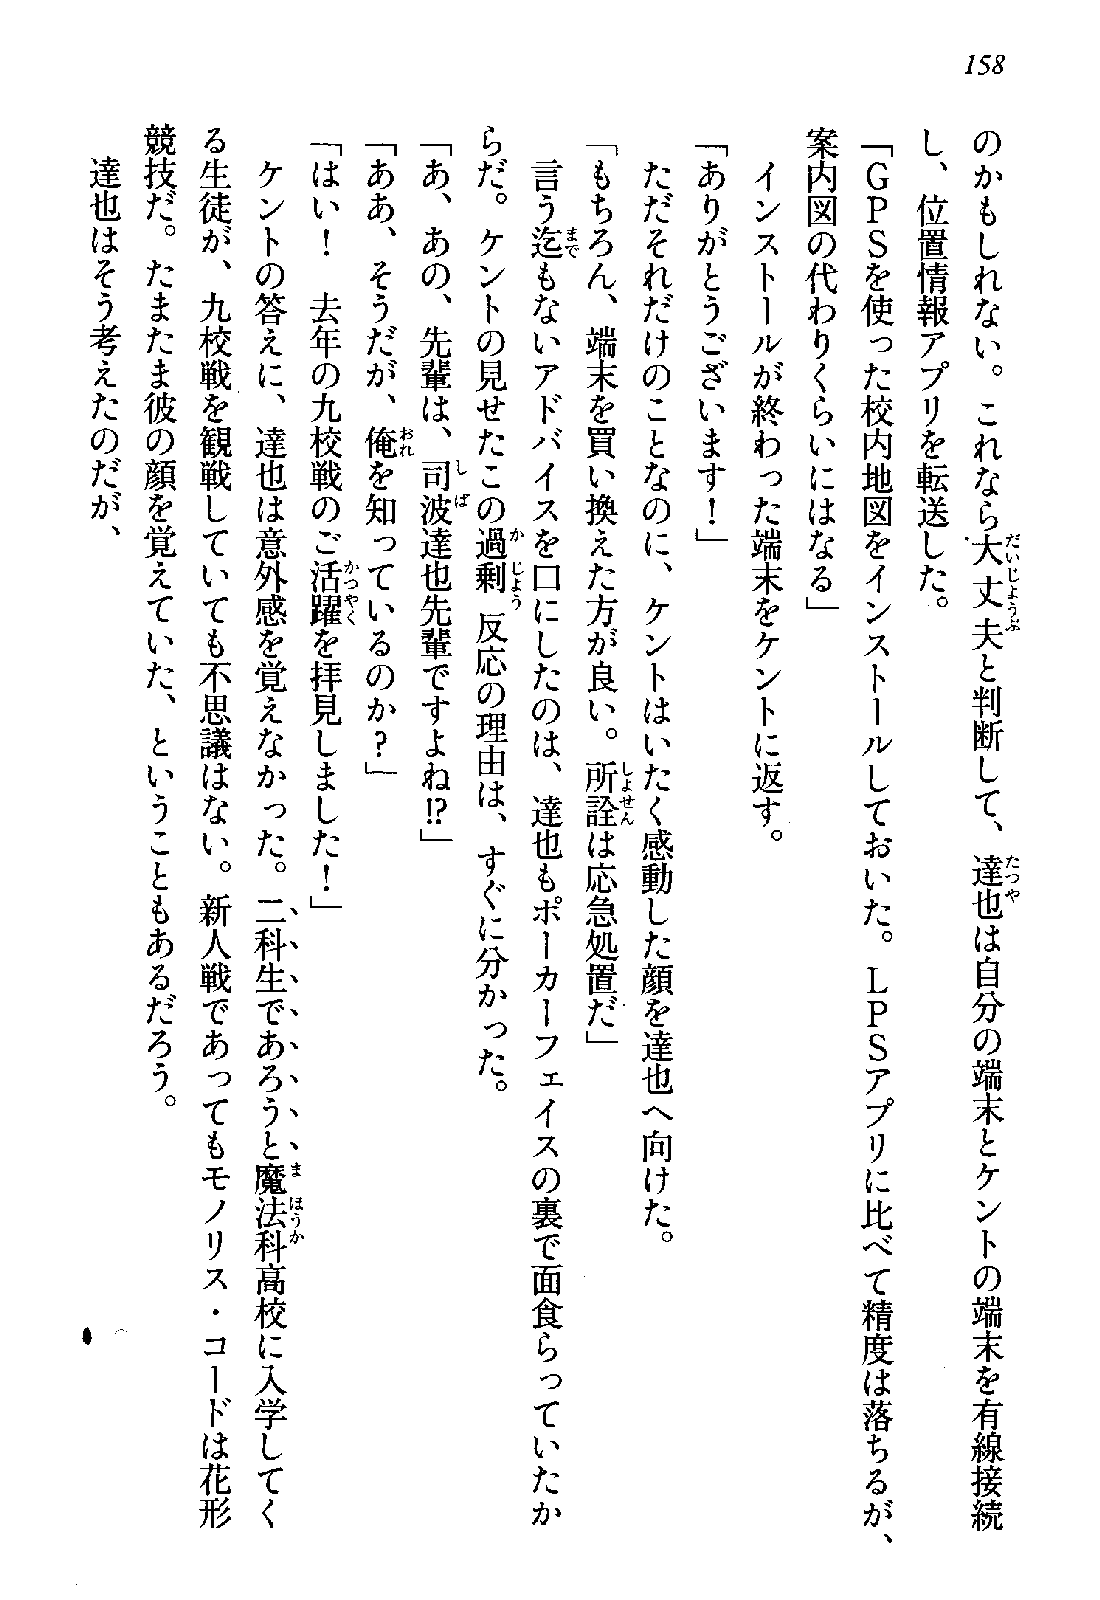 158
のかもしれない。これなら大丈夫と判断して、達也は自分の端末とケントの端末を有線接続
し、位置情報アプリを転送した。
「GPSを使った校内地図をインストールしておいた。LPSアプリに比べて精度は落ちるが、
案内図の代わりくらいにはなる」
インストールが終わった端末をケントに返す。
「ありがとうございます！」
ただそれだけのことなのに、ケントはいたく感動した顔を達也へ向けた。
「もちろん、端末を買い換えた方が良い。所詮は応急処置だ」
言う迄もないアドバイスを口にしたのは、達也もポーカーフェイスの裏で面食らっていたか
らだ。ケントの見せたこの過剰反応の理由は、すぐに分かった。
「あ、あの、先輩は、司波達也先輩ですよね⁉」
「ああ、そうだが、俺を知っているのか？」
「はい！　去年の九校戦のご活躍を拝見しました！」
ケントの答えに、達也は意外感を覚えなかった。二科生であろうと魔法科高校に入学してく
る生徒が、九校戦を観戦していても不思議はない。新人戦であってもモノリス・コードは花形
競技だ。たまたま彼の顔を覚えていた、ということもあるだろう。
達也はそう考えたのだが、